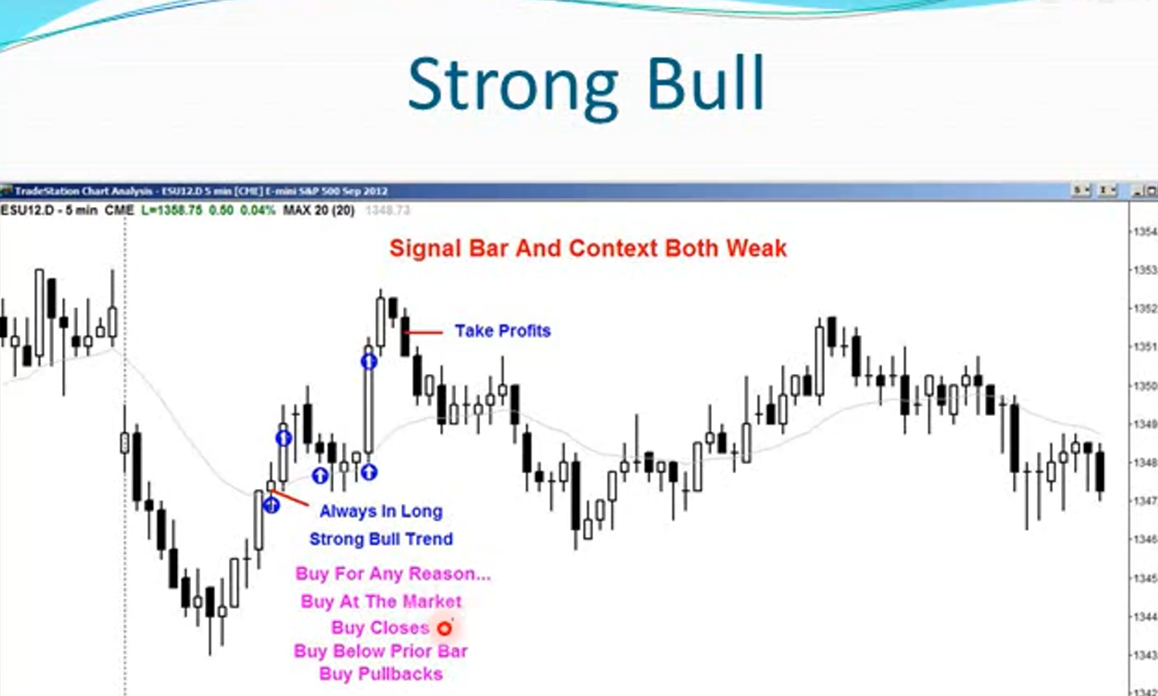 Strong Bull
TradeStation Chart Analysis - ESU12.D 5 min [CME] E-mini S&P 500 Sep 2012
ESU12.D - 5 min CME L=1358.75 0.50 0.04% MAX 20 (20) 1348.73
Signal Bar And Context Both Weak
Take Profits
Always In Long
Strong Bull Trend
Buy For Any Reason...
Buy At The Market
Buy Closes
Buy Below Prior Bar
Buy Pullbacks
1354
1353
1352
1351
1350
1349
1348
1347
1346
1345
1344
1343